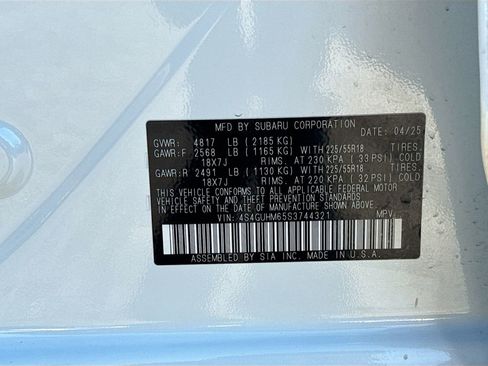 MFD BY SUBARU CORPORATION DATE: 04/25
GVWR: 4817 LB (2185 KG)
GAWR:F 2568 LB (1165 KG) WITH 225/55R18 TIRES,
18X7J RIMS, AT 230 KPA (33 PSI) COLD
GAWR:R 2491 LB (1130 KG) WITH 225/55R18 TIRES,
18X7J RIMS, AT 220 KPA (32 PSI) COLD
THIS VEHICLE CONFORMS TO ALL APPLICABLE FEDERAL MOTOR
VEHICLE SAFETY AND THEFT PREVENTION STANDARDS
IN EFFECT ON THE DATE OF MANUFACTURE SHOWN ABOVE.
VIN: 4S4GUHM65S3744321 MPV
ASSEMBLED BY SIA INC. MADE IN U.S.A.